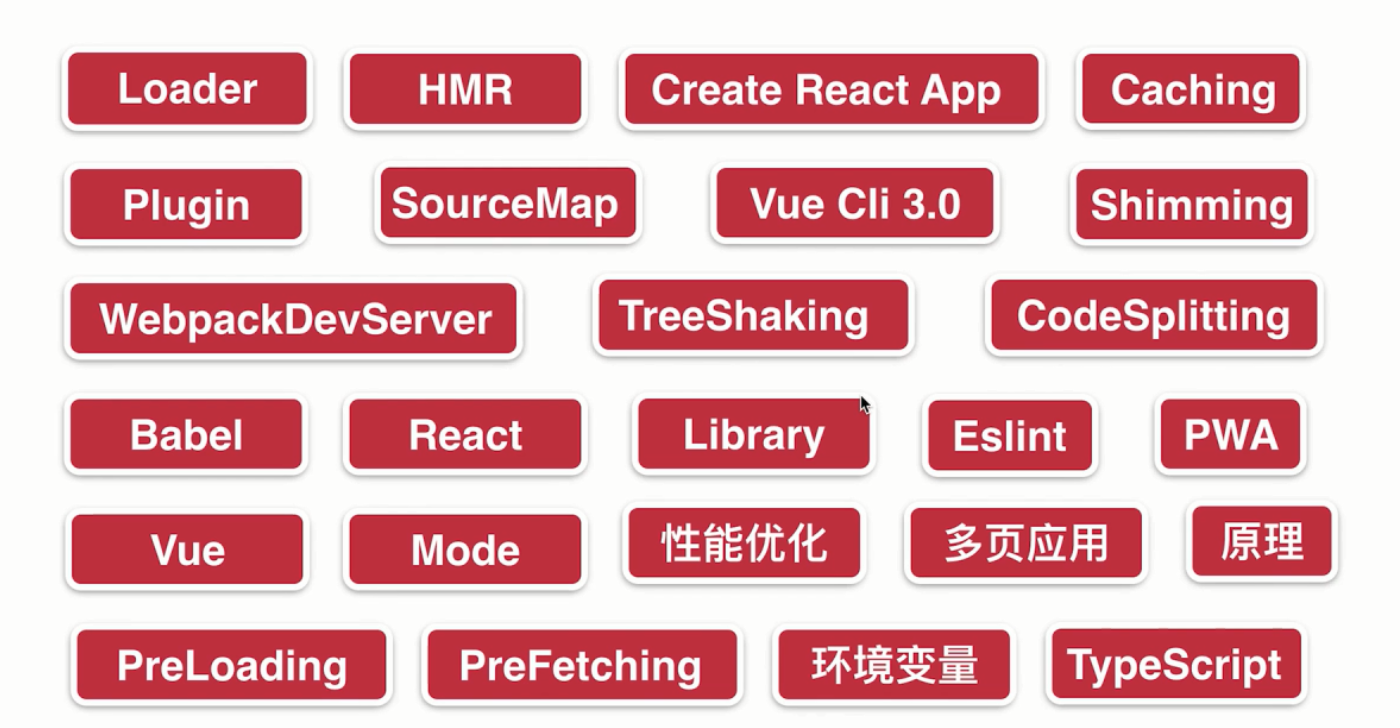 Loader HMR Create React App Caching
Plugin SourceMap Vue Cli 3.0 Shimming
WebpackDevServer TreeShaking CodeSplitting
Babel React Library Eslint PWA
Vue Mode 性能优化 多页应用 原理
PreLoading PreFetching 环境变量 TypeScript